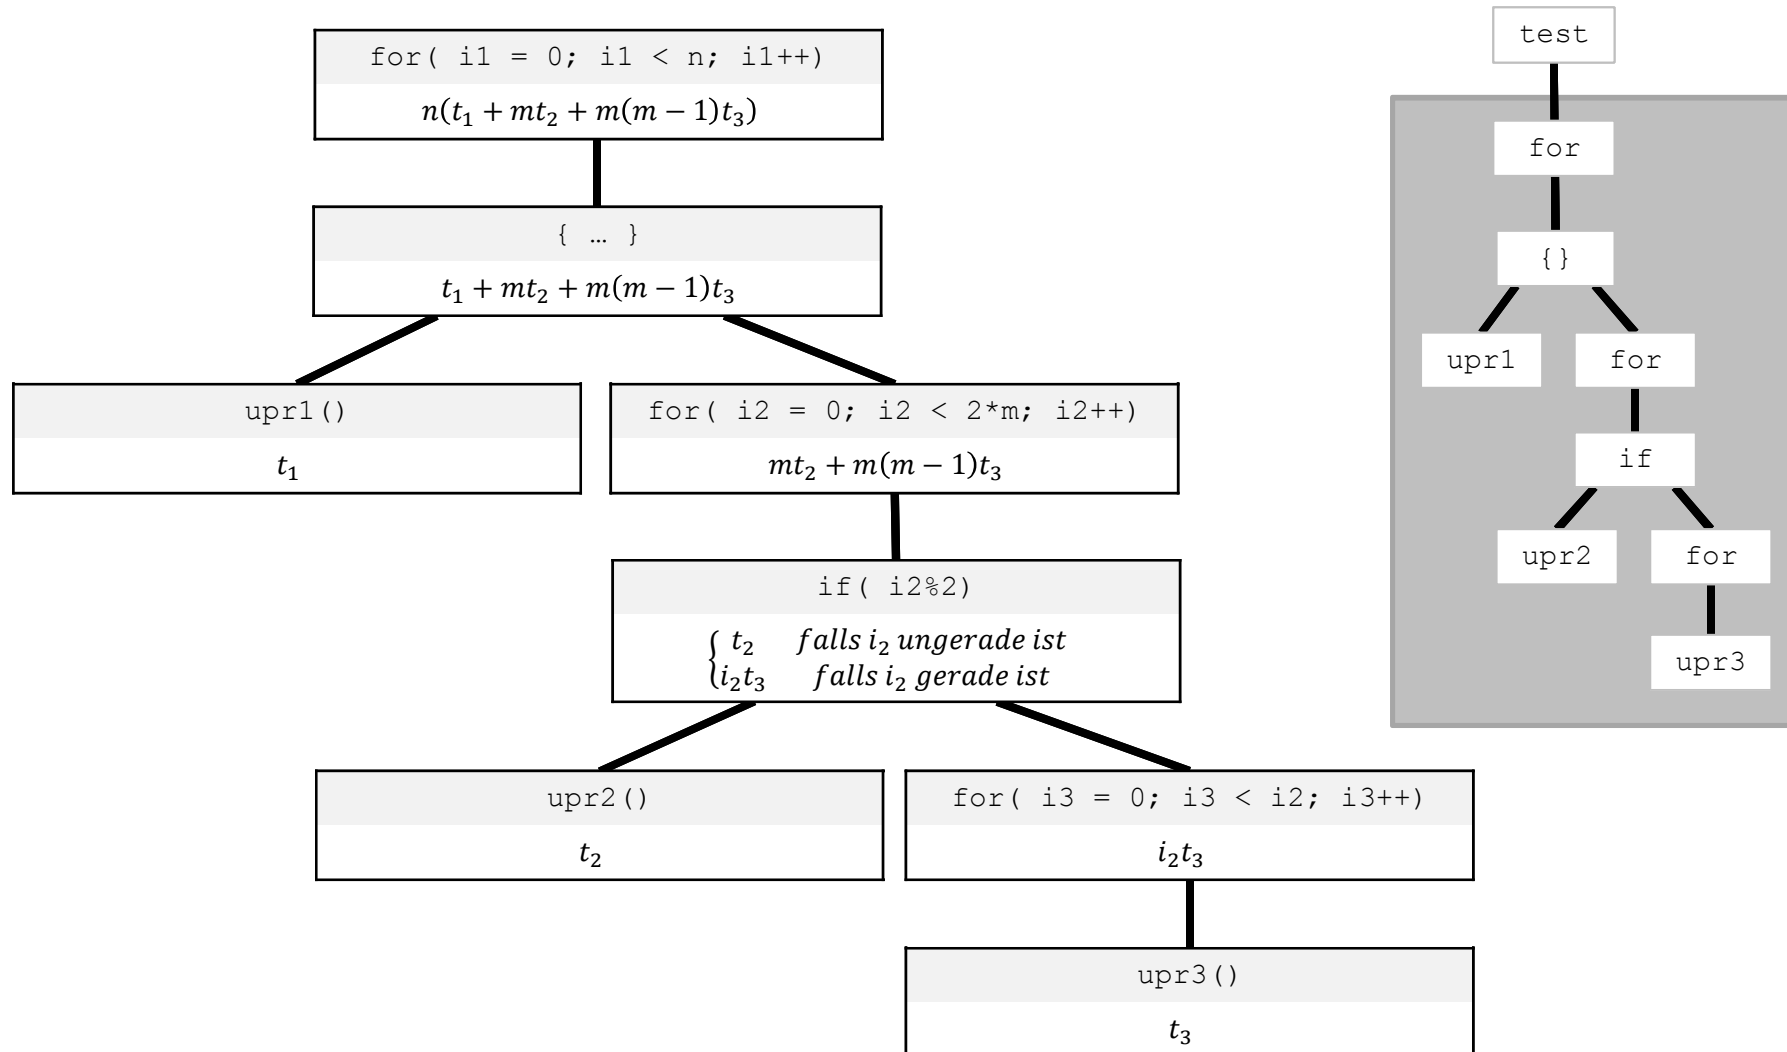 for( i1 = 0; i1 < n; i1++)
n(t₁ + mt₂ + m(m − 1)t₃)
{ … }
t₁ + mt₂ + m(m − 1)t₃
upr1()
t₁
for( i2 = 0; i2 < 2*m; i2++)
mt₂ + m(m − 1)t₃
if( i2%2)
{ t₂ falls i₂ ungerade ist
i₂t₃ falls i₂ gerade ist
upr2()
t₂
for( i3 = 0; i3 < i2; i3++)
i₂t₃
upr3()
t₃
test
for
{}
upr1
for
if
upr2
for
upr3